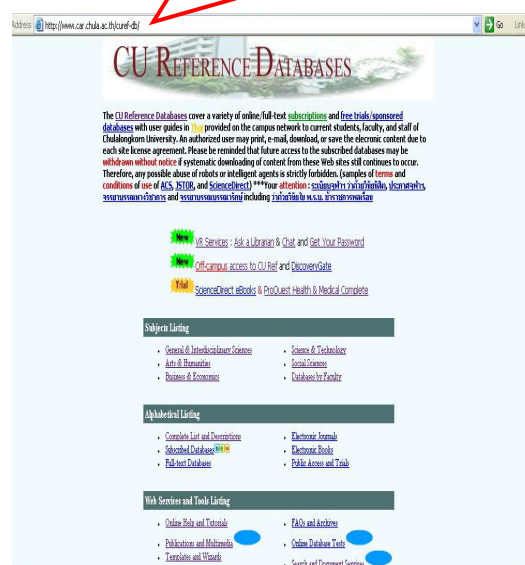 Address http://www.car.chula.ac.th/curef-db/ Go Link
CU REFERENCE DATABASES
The CU Reference Databases cover a variety of online/full-text subscriptions and free trials/sponsored
databases with user guides in Thai provided on the campus network to current students, faculty, and staff of
Chulalongkorn University. An authorized user may print, e-mail, download, or save the elecronic content due to
each site license agreement. Please be reminded that future access to the subscribed databases may be
withdrawn without notice if systematic downloading of content from these Web sites still continues to occur.
Therefore, any possible abuse of robots or intelligent agents is strictly forbidden. (samples of terms and
conditions of use of ACS, JSTOR, and ScienceDirect) ***Your attention :
and including
New VR Services : Ask a Librarian & Chat and Get Your Password
New Off-campus access to CU Ref and DiscoveryGate
Trial ScienceDirect eBooks & ProQuest Health & Medical Complete
Subjects Listing
General & Interdisciplinary Sciences
Science & Technology
Arts & Humanities
Social Sciences
Business & Economics
Databases by Faculty
Alphabetical Listing
Complete List and Descriptions
Electronic Journals
Subscribed Databases
Electronic Books
Full-text Databases
Public Access and Trials
Web Services and Tools Listing
Online Help and Tutorials
FAQs and Archives
Publications and Multimedia
Online Database Tests
Templates and Wizards
Search and Document Services